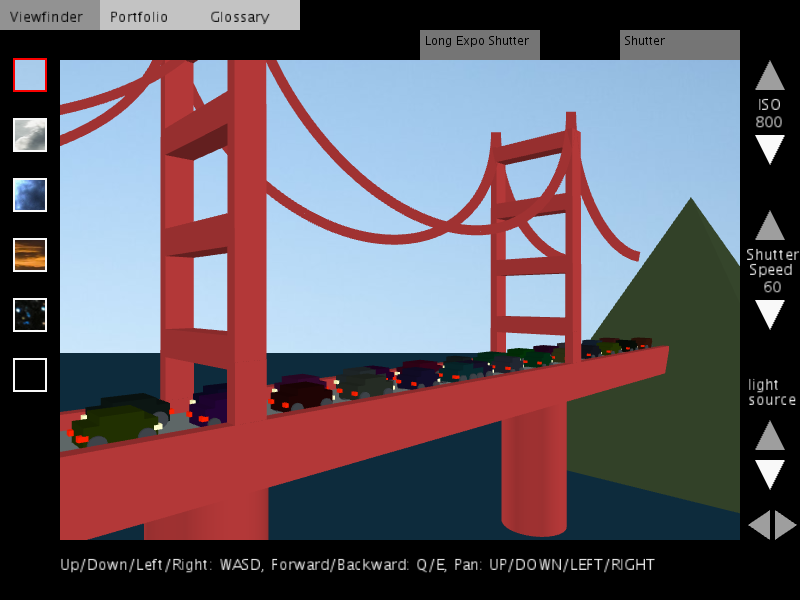 Viewfinder Portfolio Glossary
Long Expo Shutter Shutter
ISO
800
Shutter
Speed
60
light
source
Up/Down/Left/Right: WASD, Forward/Backward: Q/E, Pan: UP/DOWN/LEFT/RIGHT